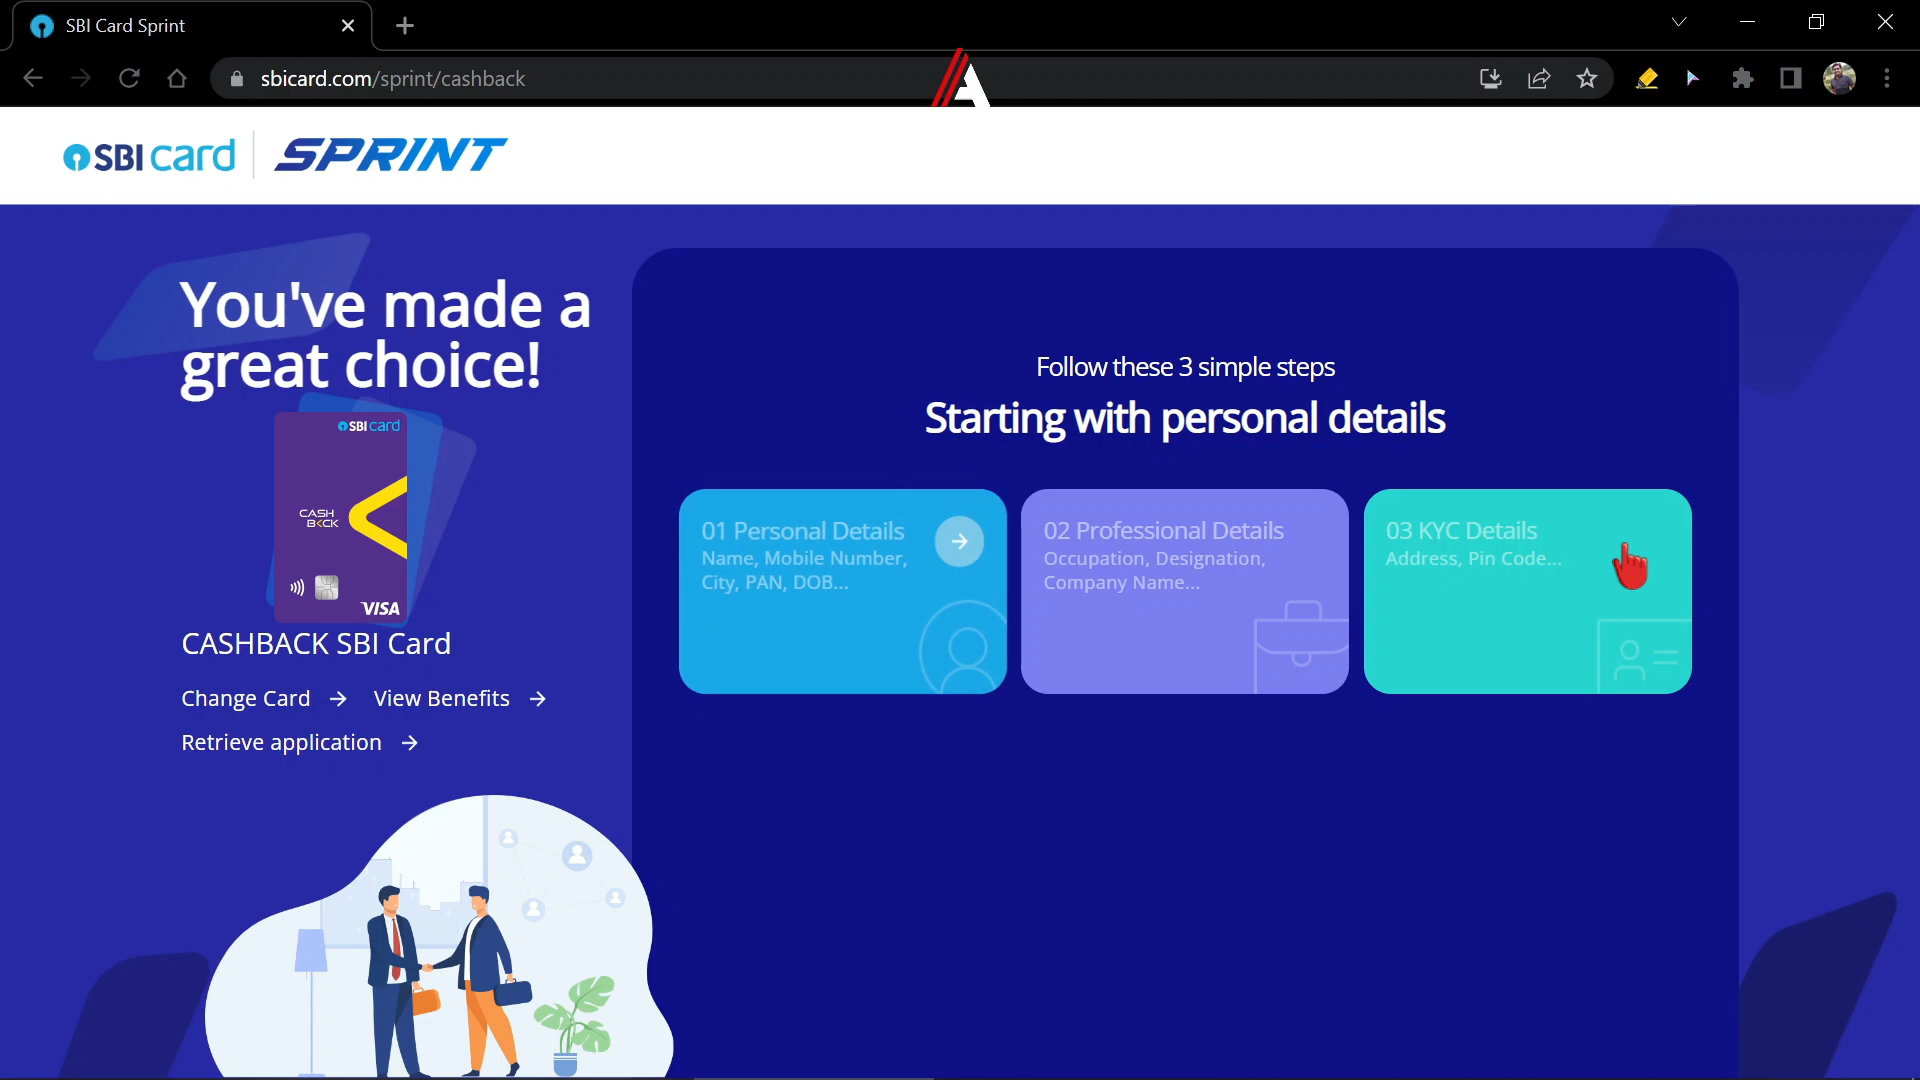 SBI Card Sprint
sbicard.com/sprint/cashback
SBI card SPRINT
You've made a
great choice!
SBI card
CASH
BACK
VISA
CASHBACK SBI Card
Change Card → View Benefits →
Retrieve application →
Follow these 3 simple steps
Starting with personal details
01 Personal Details
Name, Mobile Number,
City, PAN, DOB...
02 Professional Details
Occupation, Designation,
Company Name...
03 KYC Details
Address, Pin Code...